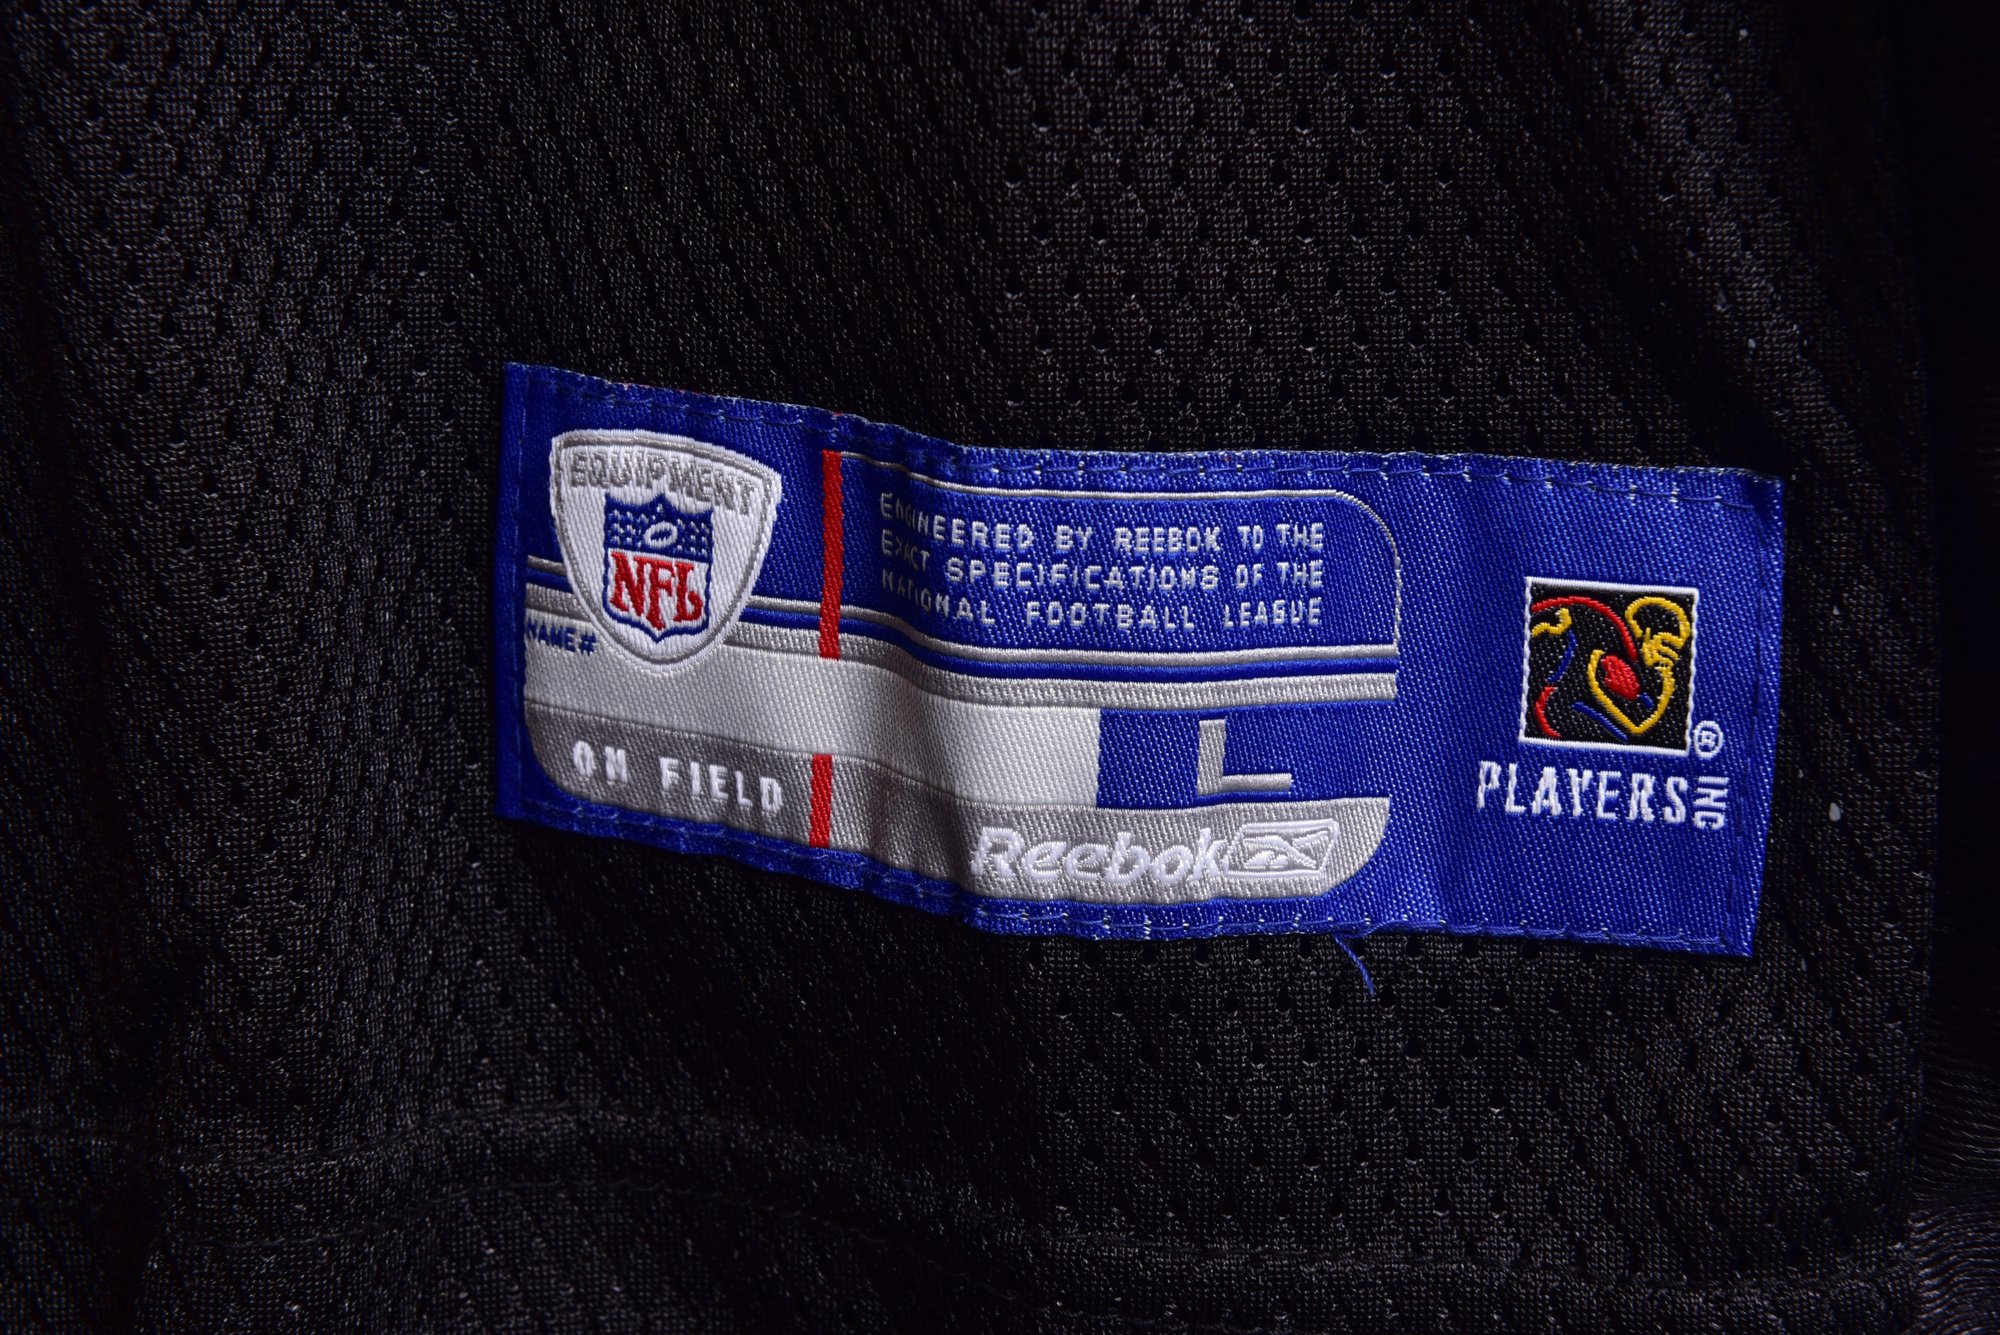 EQUIPMENT
NFL
NAME #
ENGINEERED BY REEBOK TO THE
EXACT SPECIFICATIONS OF THE
NATIONAL FOOTBALL LEAGUE
L
ON FIELD
Reebok
®
PLAYERS INC